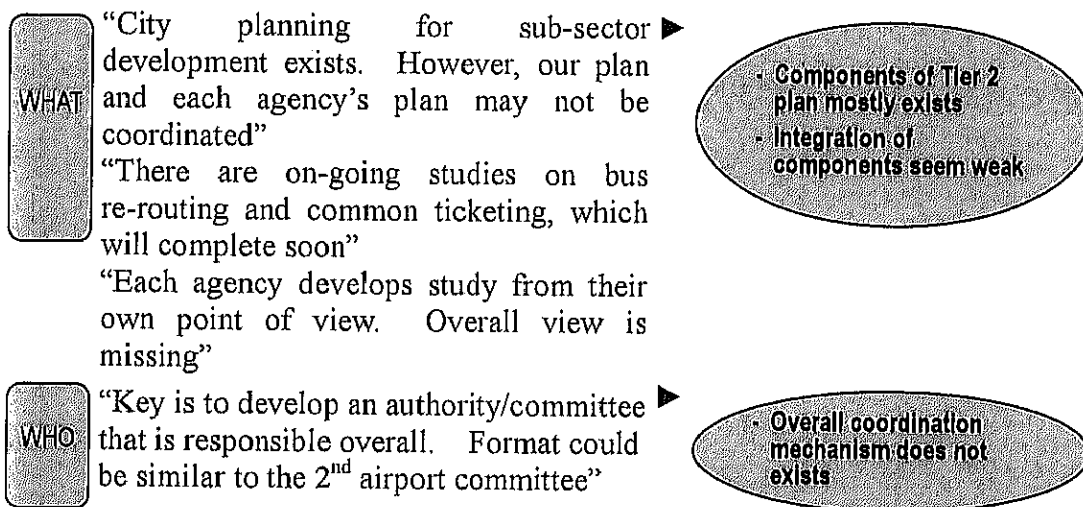 WHAT
“City planning for sub-sector
development exists. However, our plan
and each agency’s plan may not be
coordinated”
“There are on-going studies on bus
re-routing and common ticketing, which
will complete soon”
“Each agency develops study from their
own point of view. Overall view is
missing”
- Components of Tier 2
plan mostly exists
- Integration of
components seem weak
WHO
“Key is to develop an authority/committee
that is responsible overall. Format could
be similar to the 2nd airport committee”
- Overall coordination
mechanism does not
exists